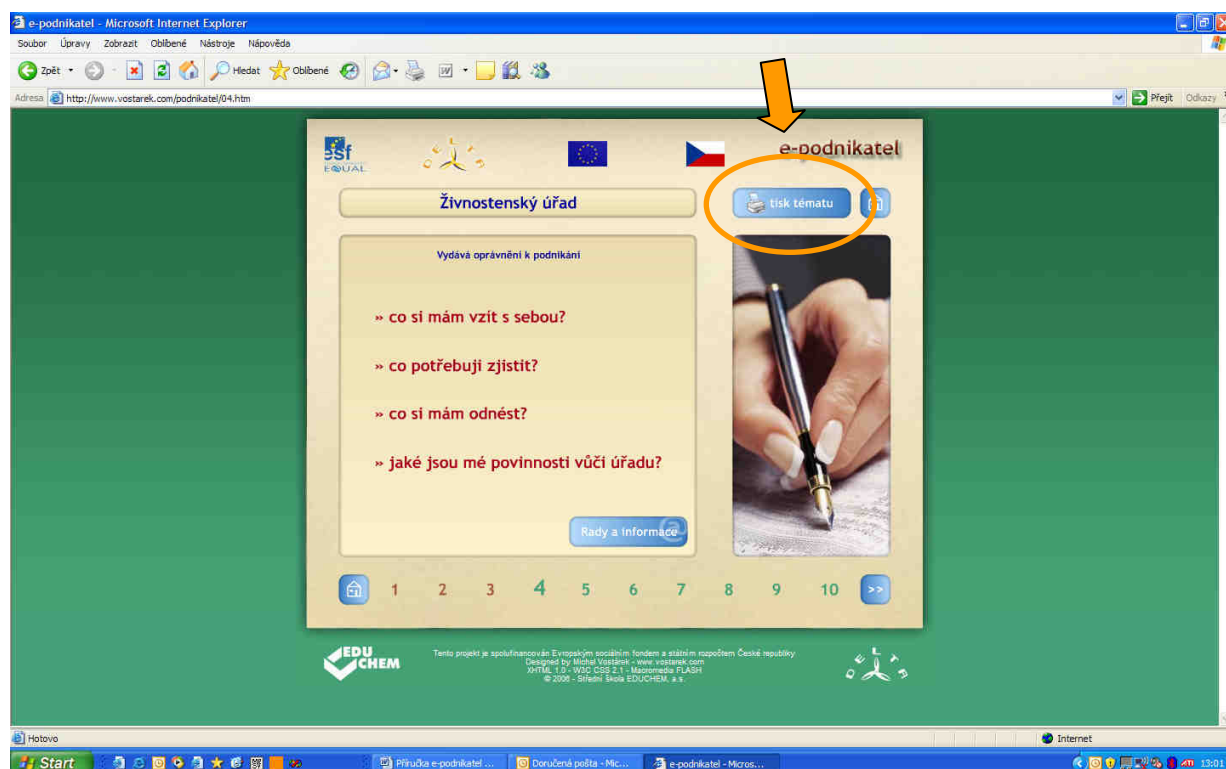 e-podnikatel - Microsoft Internet Explorer
Soubor Úpravy Zobrazit Oblíbené Nástroje Nápověda
Zpět Hledat Oblíbené
Adresa http://www.vostarek.com/podnikatel/04.htm Přejít Odkazy
esf
EQUAL
e-podnikatel
Živnostenský úřad
tisk tématu
Vydává oprávnění k podnikání
» co si mám vzít s sebou?
» co potřebuji zjistit?
» co si mám odnést?
» jaké jsou mé povinnosti vůči úřadu?
Rady a informace
1 2 3 4 5 6 7 8 9 10 >>
EDU
CHEM
Tento projekt je spolufinancován Evropským sociálním fondem a státním rozpočtem České republiky
Designed by Michal Vostárek - www.vostarek.com
XHTML 1.0 - W3C CSS 2.1 - Macromedia FLASH
© 2006 - Střední škola EDUCHEM, a.s.
Hotovo Internet
Start Příručka e-podnikatel ... Doručená pošta - Mic... e-podnikatel - Micros... 13:01